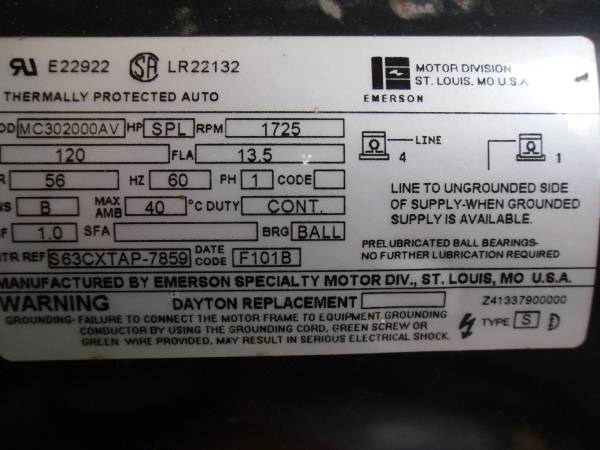 E22922 LR22132
EMERSON
MOTOR DIVISION
ST. LOUIS, MO U.S.A.
THERMALLY PROTECTED AUTO
OD MC302000AV HP SPL RPM 1725
120 FLA 13.5
R 56 HZ 60 PH 1 CODE
NS B MAX AMB 40 °C DUTY CONT.
F 1.0 SFA BRG BALL
TR REF S63CXTAP-7859 DATE CODE F101B
LINE
4 1
LINE TO UNGROUNDED SIDE
OF SUPPLY-WHEN GROUNDED
SUPPLY IS AVAILABLE.
PRELUBRICATED BALL BEARINGS-
NO FURTHER LUBRICATION REQUIRED
MANUFACTURED BY EMERSON SPECIALTY MOTOR DIV., ST. LOUIS, MO U.S.A.
WARNING DAYTON REPLACEMENT Z41337900000
GROUNDING- FAILURE TO CONNECT THE MOTOR FRAME TO EQUIPMENT GROUNDING
CONDUCTOR BY USING THE GROUNDING CORD, GREEN SCREW OR
GREEN WIRE PROVIDED, MAY RESULT IN SERIOUS ELECTRICAL SHOCK.
TYPE S